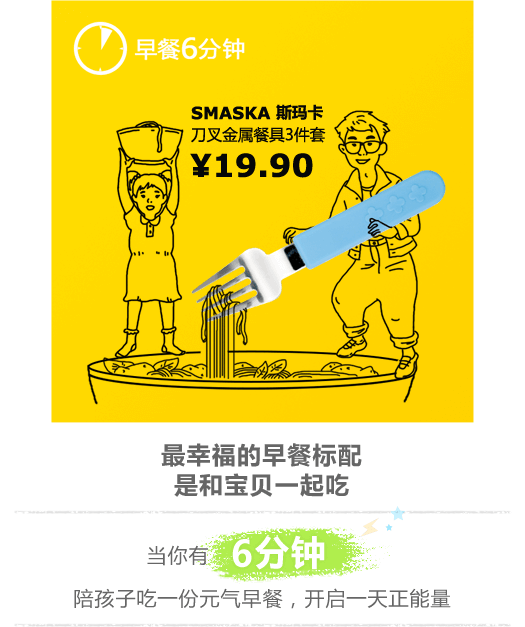 早餐6分钟
SMASKA 斯玛卡
刀叉金属餐具3件套
¥19.90
最幸福的早餐标配
是和宝贝一起吃
当你有 6分钟
陪孩子吃一份元气早餐，开启一天正能量